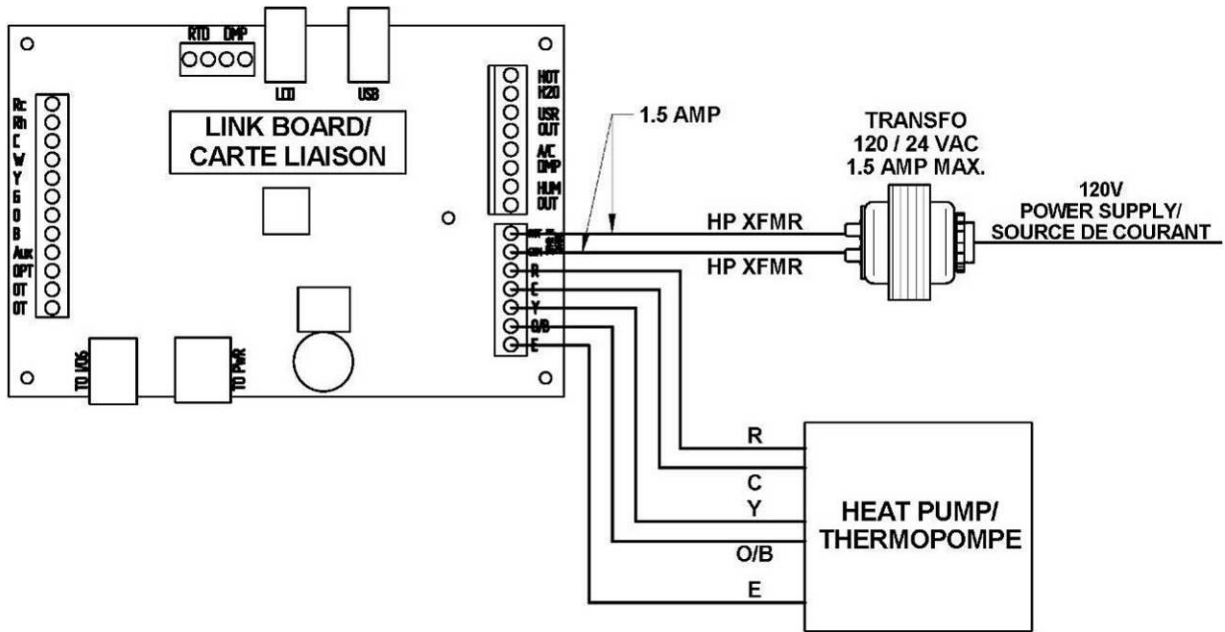 RTD DMP
LCD
USB
LINK BOARD/
CARTE LIAISON
Rc
Rh
C
W
Y
G
O
B
Aux
OPT
OT
OT
TO I/OS
TO PWR
HOT
H2O
USR
OUT
A/C
DMP
HUM
OUT
R
C
Y
O/B
E
1.5 AMP
HP XFMR
HP XFMR
TRANSFO
120 / 24 VAC
1.5 AMP MAX.
120V
POWER SUPPLY/
SOURCE DE COURANT
R
C
Y
O/B
E
HEAT PUMP/
THERMOPOMPE